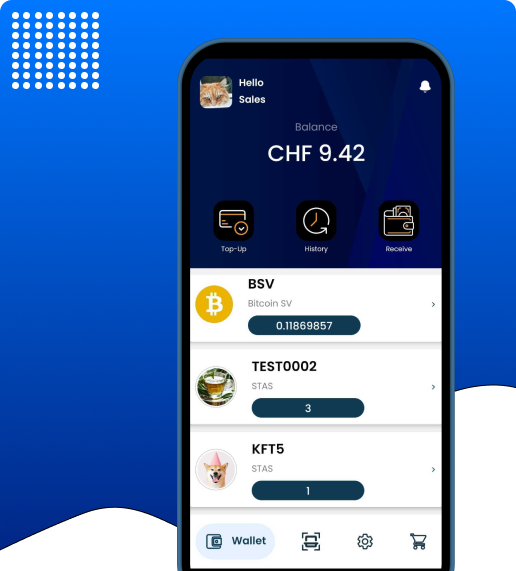 Hello
Sales
Balance
CHF 9.42
Top-Up
History
Receive
BSV
Bitcoin SV
0.11869857
TEST0002
STAS
3
KFT5
STAS
1
Wallet